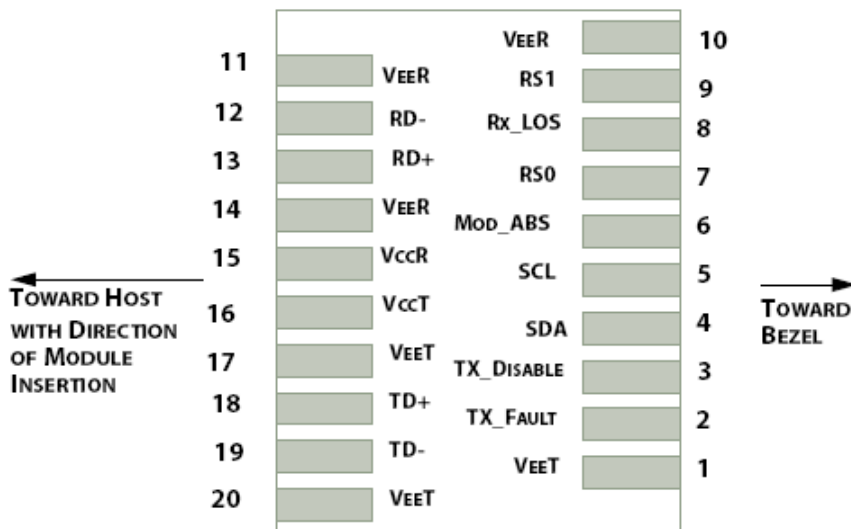 11 VEER
12 RD-
13 RD+
14 VEER
15 VCCR
16 VCCT
17 VEET
18 TD+
19 TD-
20 VEET
VEER 10
RS1 9
RX_LOS 8
RS0 7
MOD_ABS 6
SCL 5
SDA 4
TX_DISABLE 3
TX_FAULT 2
VEET 1
TOWARD HOST
WITH DIRECTION
OF MODULE
INSERTION
TOWARD
BEZEL